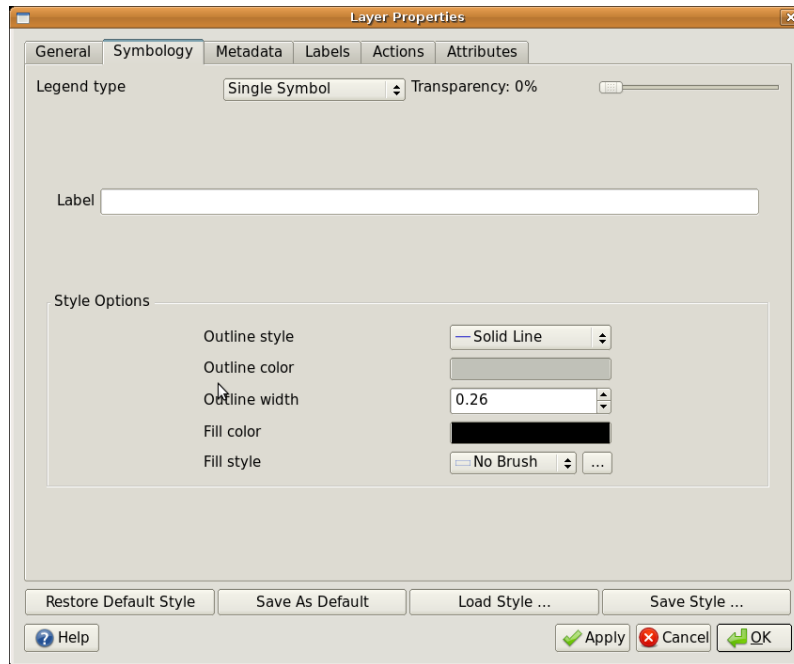 Layer Properties
General Symbology Metadata Labels Actions Attributes
Legend type Single Symbol Transparency: 0%
Label
Style Options
Outline style Solid Line
Outline color
Outline width 0.26
Fill color
Fill style No Brush ...
Restore Default Style Save As Default Load Style ... Save Style ...
Help Apply Cancel OK